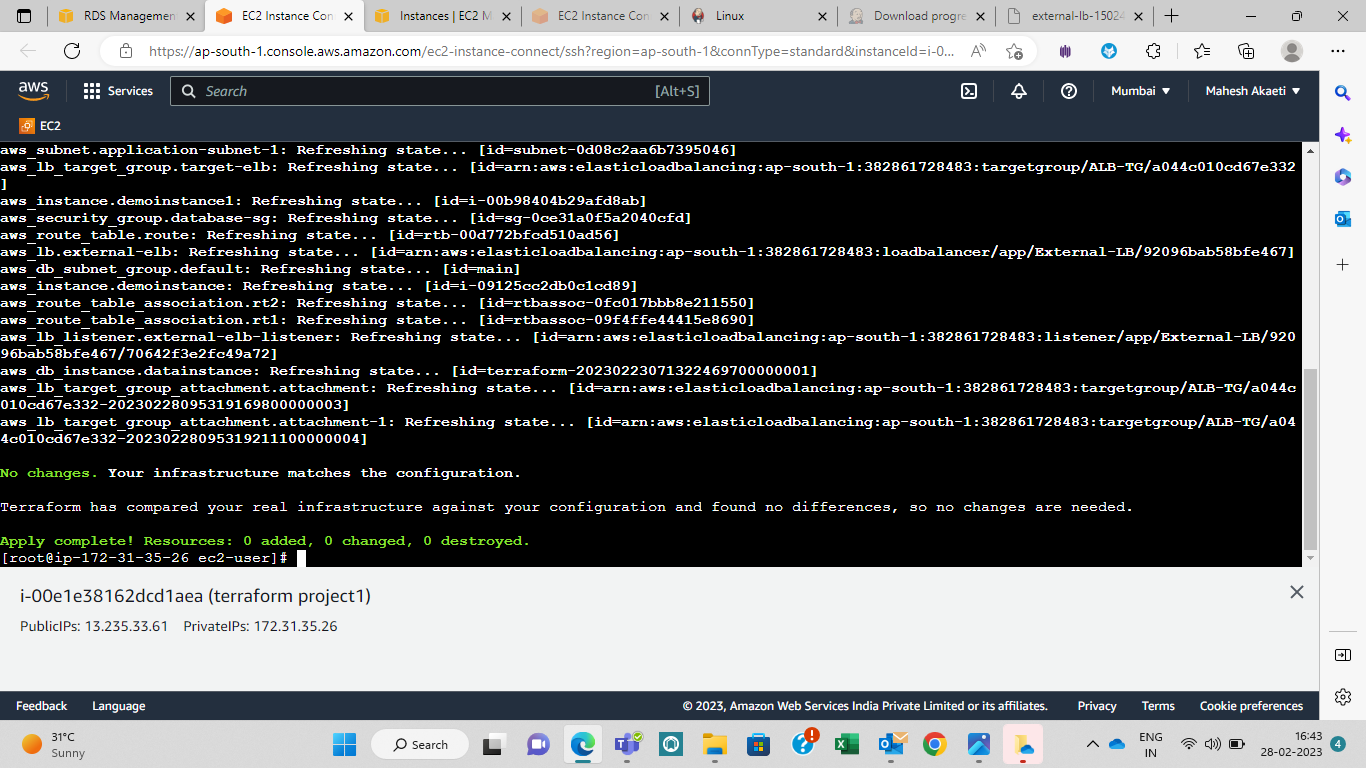 RDS Managemen
EC2 Instance Con
Instances | EC2 M
EC2 Instance Con
Linux
Download progre
external-lb-15024
https://ap-south-1.console.aws.amazon.com/ec2-instance-connect/ssh?region=ap-south-1&connType=standard&instanceId=i-0...
aws
Services
Search
[Alt+S]
Mumbai
Mahesh Akaeti
EC2
aws_subnet.application-subnet-1: Refreshing state... [id=subnet-0d08c2aa6b7395046]
aws_lb_target_group.target-elb: Refreshing state... [id=arn:aws:elasticloadbalancing:ap-south-1:382861728483:targetgroup/ALB-TG/a044c010cd67e332
]
aws_instance.demoinstance1: Refreshing state... [id=i-00b98404b29afd8ab]
aws_security_group.database-sg: Refreshing state... [id=sg-0ce31a0f5a2040cfd]
aws_route_table.route: Refreshing state... [id=rtb-00d772bfcd510ad56]
aws_lb.external-elb: Refreshing state... [id=arn:aws:elasticloadbalancing:ap-south-1:382861728483:loadbalancer/app/External-LB/92096bab58bfe467]
aws_db_subnet_group.default: Refreshing state... [id=main]
aws_instance.demoinstance: Refreshing state... [id=i-09125cc2db0c1cd89]
aws_route_table_association.rt2: Refreshing state... [id=rtbassoc-0fc017bbb8e211550]
aws_route_table_association.rt1: Refreshing state... [id=rtbassoc-09f4ffe44415e8690]
aws_lb_listener.external-elb-listener: Refreshing state... [id=arn:aws:elasticloadbalancing:ap-south-1:382861728483:listener/app/External-LB/920
96bab58bfe467/70642f3e2fc49a72]
aws_db_instance.datainstance: Refreshing state... [id=terraform-20230223071322469700000001]
aws_lb_target_group_attachment.attachment: Refreshing state... [id=arn:aws:elasticloadbalancing:ap-south-1:382861728483:targetgroup/ALB-TG/a044c
010cd67e332-20230228095319169800000003]
aws_lb_target_group_attachment.attachment-1: Refreshing state... [id=arn:aws:elasticloadbalancing:ap-south-1:382861728483:targetgroup/ALB-TG/a04
4c010cd67e332-20230228095319211100000004]
No changes. Your infrastructure matches the configuration.
Terraform has compared your real infrastructure against your configuration and found no differences, so no changes are needed.
Apply complete! Resources: 0 added, 0 changed, 0 destroyed.
[root@ip-172-31-35-26 ec2-user]#
i-00e1e38162dcd1aea (terraform project1)
PublicIPs: 13.235.33.61 PrivateIPs: 172.31.35.26
Feedback
Language
© 2023, Amazon Web Services India Private Limited or its affiliates.
Privacy
Terms
Cookie preferences
31°C
Sunny
Search
ENG
IN
16:43
28-02-2023
4